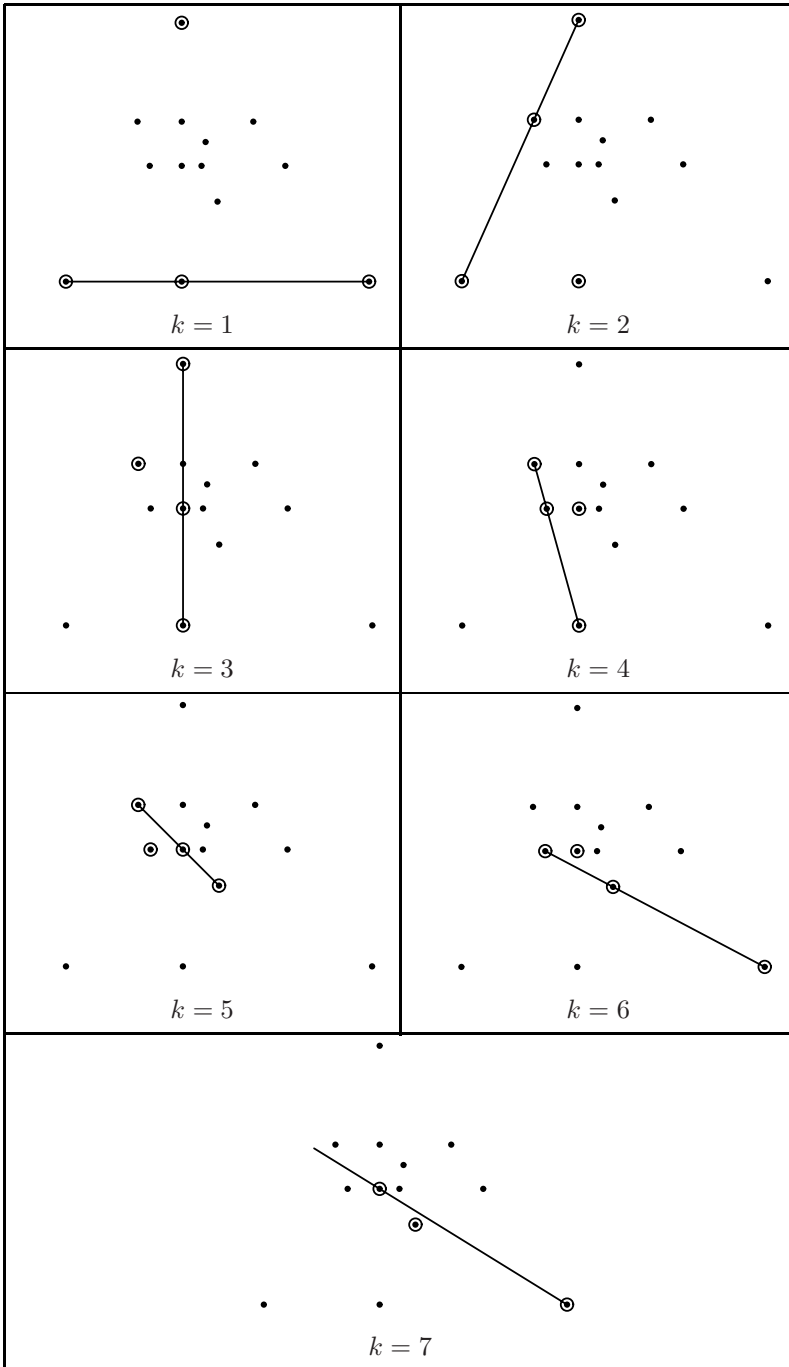 k = 1
k = 2
k = 3
k = 4
k = 5
k = 6
k = 7